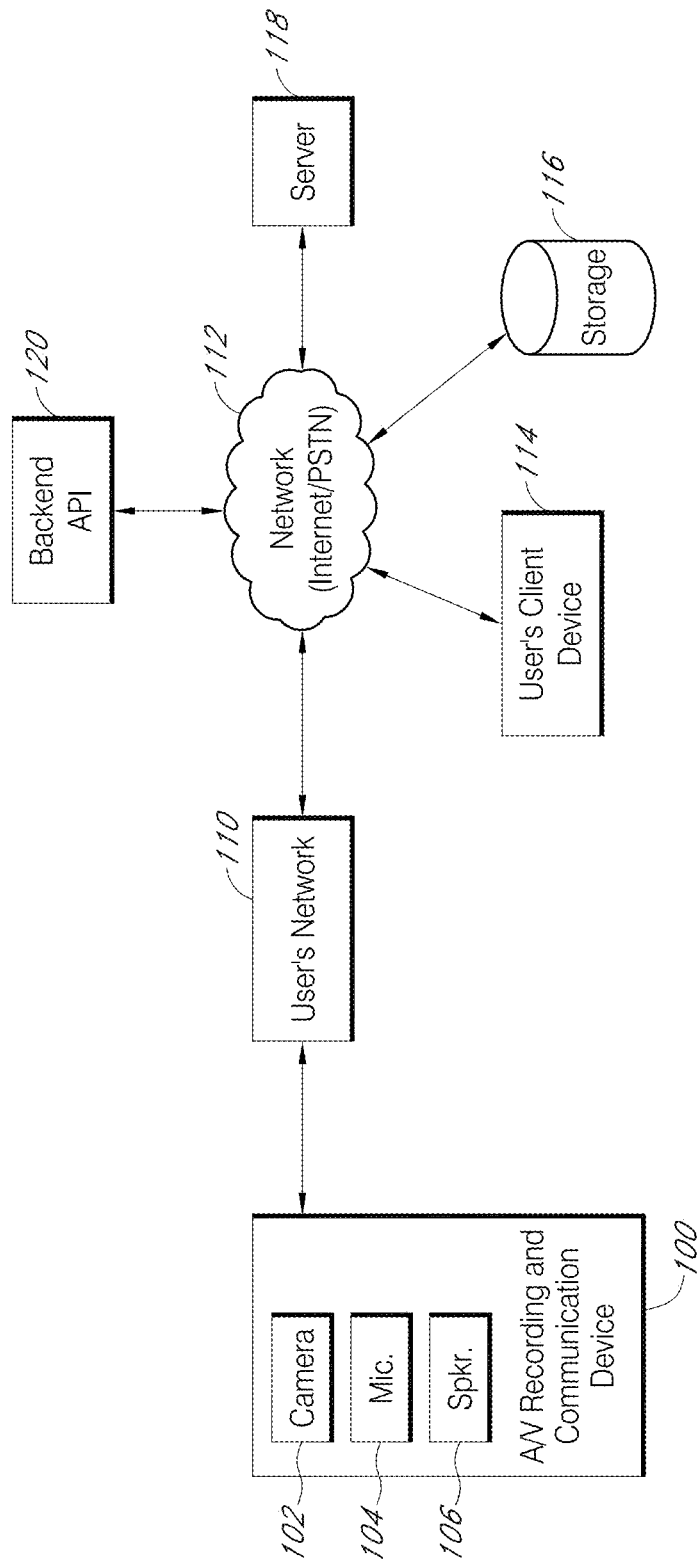 120
Backend
API
118
Server
112
Network
(Internet/PSTN)
110
User's Network
116
Storage
114
User's Client
Device
102
Camera
104
Mic.
106
Spkr.
A/V Recording and
Communication
Device
100